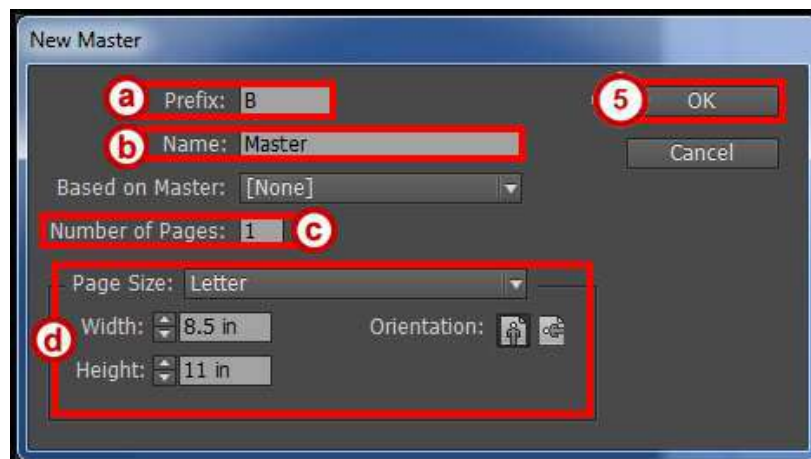 New Master
a Prefix: B
5 OK
b Name: Master
Cancel
Based on Master: [None]
Number of Pages: 1 c
Page Size: Letter
d Width: 8.5 in Orientation:
Height: 11 in